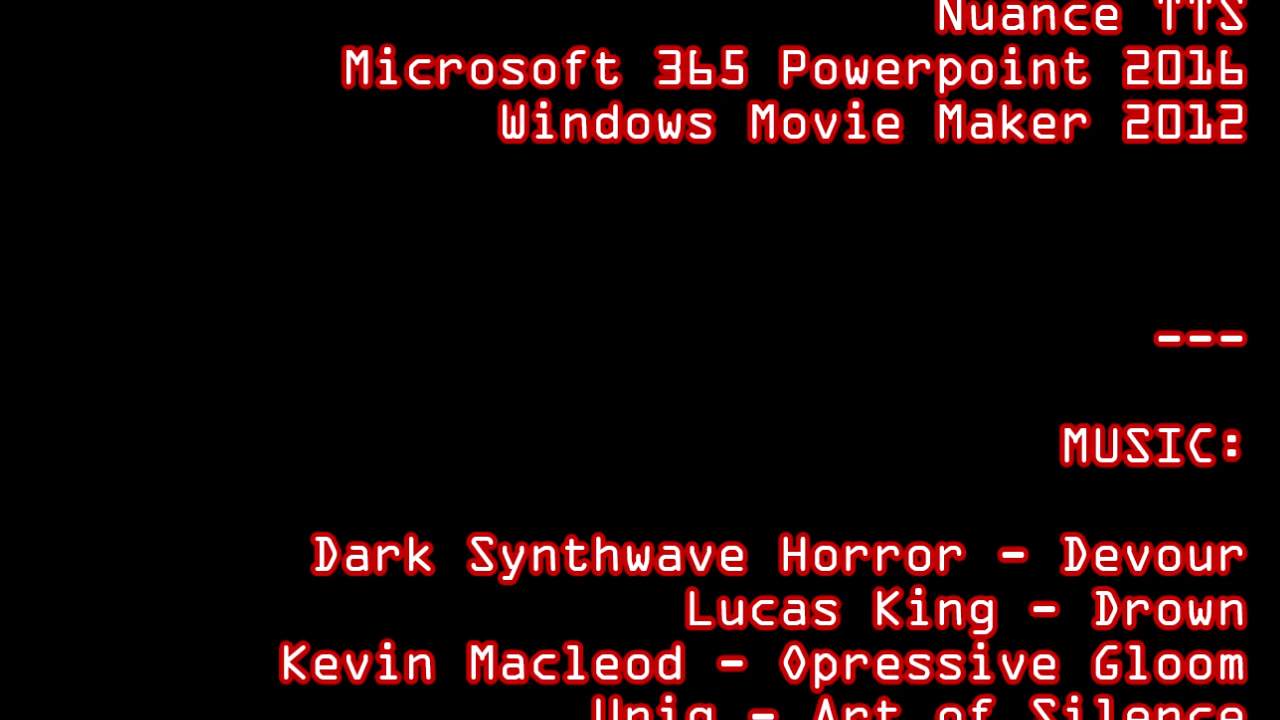 Nuance TTS
Microsoft 365 Powerpoint 2016
Windows Movie Maker 2012
---
MUSIC:
Dark Synthwave Horror - Devour
Lucas King - Drown
Kevin Macleod - Opressive Gloom
Uniq - Art of Silence